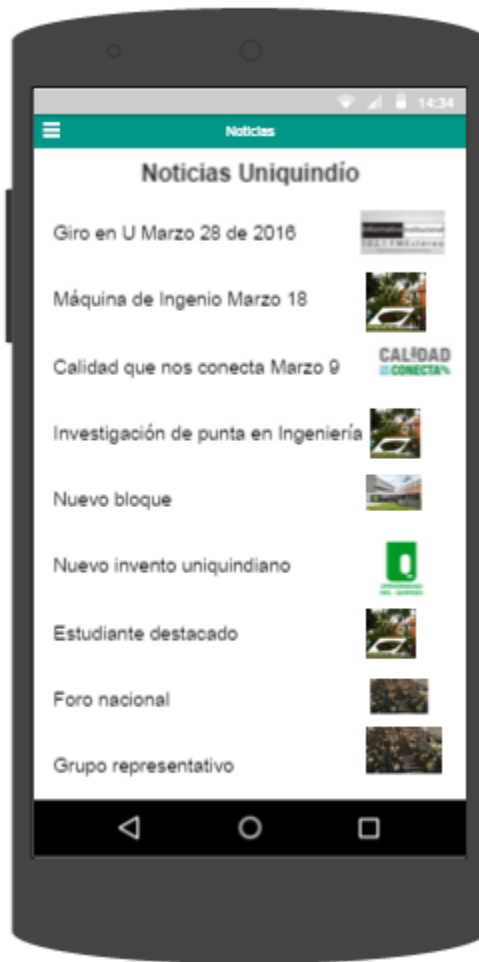 14:34
Noticias
Noticias Uniquindío
Giro en U Marzo 28 de 2016
Máquina de Ingenio Marzo 18
CALIDAD
CONECTA
Calidad que nos conecta Marzo 9
Investigación de punta en Ingeniería
Nuevo bloque
Nuevo invento uniquindiano
Estudiante destacado
Foro nacional
Grupo representativo